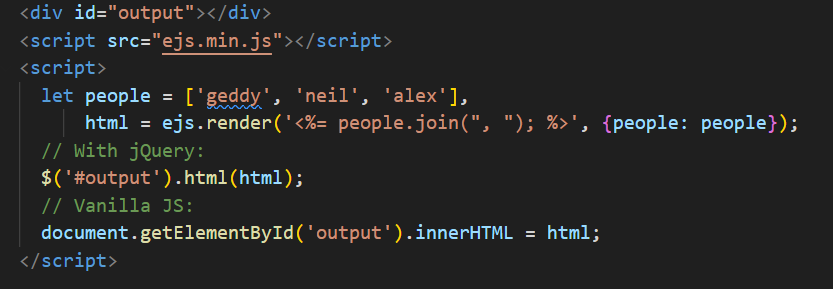 <div id="output"></div>
<script src="ejs.min.js"></script>
<script>
let people = ['geddy', 'neil', 'alex'],
html = ejs.render('<%= people.join(", "); %>', {people: people});
// With jQuery:
$('#output').html(html);
// Vanilla JS:
document.getElementById('output').innerHTML = html;
</script>